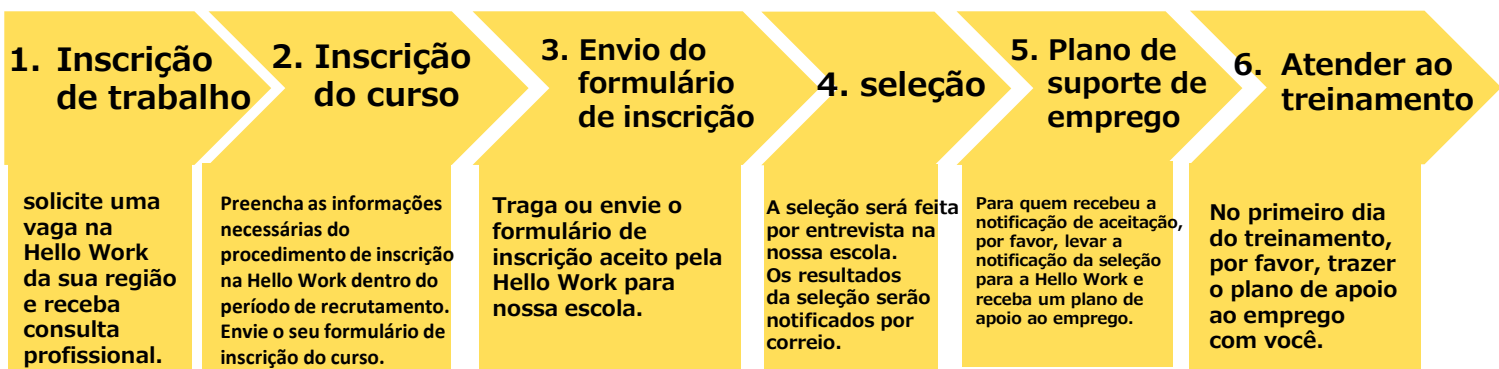 1. Inscrição
de trabalho
solicite uma
vaga na
Hello Work
da sua região
e receba
consulta
profissional.
2. Inscrição
do curso
Preencha as informações
necessárias do
procedimento de inscrição
na Hello Work dentro do
período de recrutamento.
Envie o seu formulário de
inscrição do curso.
3. Envio do
formulário
de inscrição
Traga ou envie o
formulário de
inscrição aceito pela
Hello Work para
nossa escola.
4. seleção
A seleção será feita
por entrevista na
nossa escola.
Os resultados
da seleção serão
notificados por
correio.
5. Plano de
suporte de
emprego
Para quem recebeu a
notificação de aceitação,
por favor, levar a
notificação da seleção
para a Hello Work e
receba um plano de
apoio ao emprego.
6. Atender ao
treinamento
No primeiro dia
do treinamento,
por favor, trazer
o plano de apoio
ao emprego
com você.